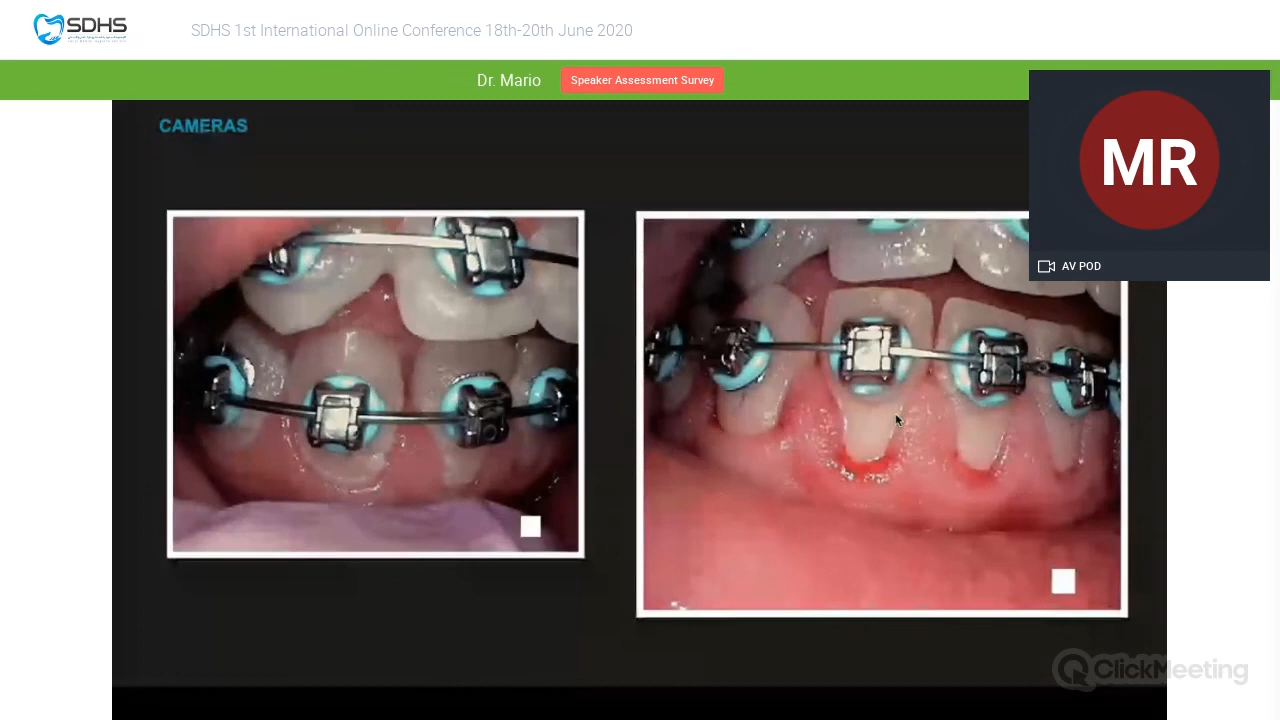 SDHS
SDHS 1st International Online Conference 18th-20th June 2020
Dr. Mario
Speaker Assessment Survey
CAMERAS
MR
AV POD
ClickMeeting